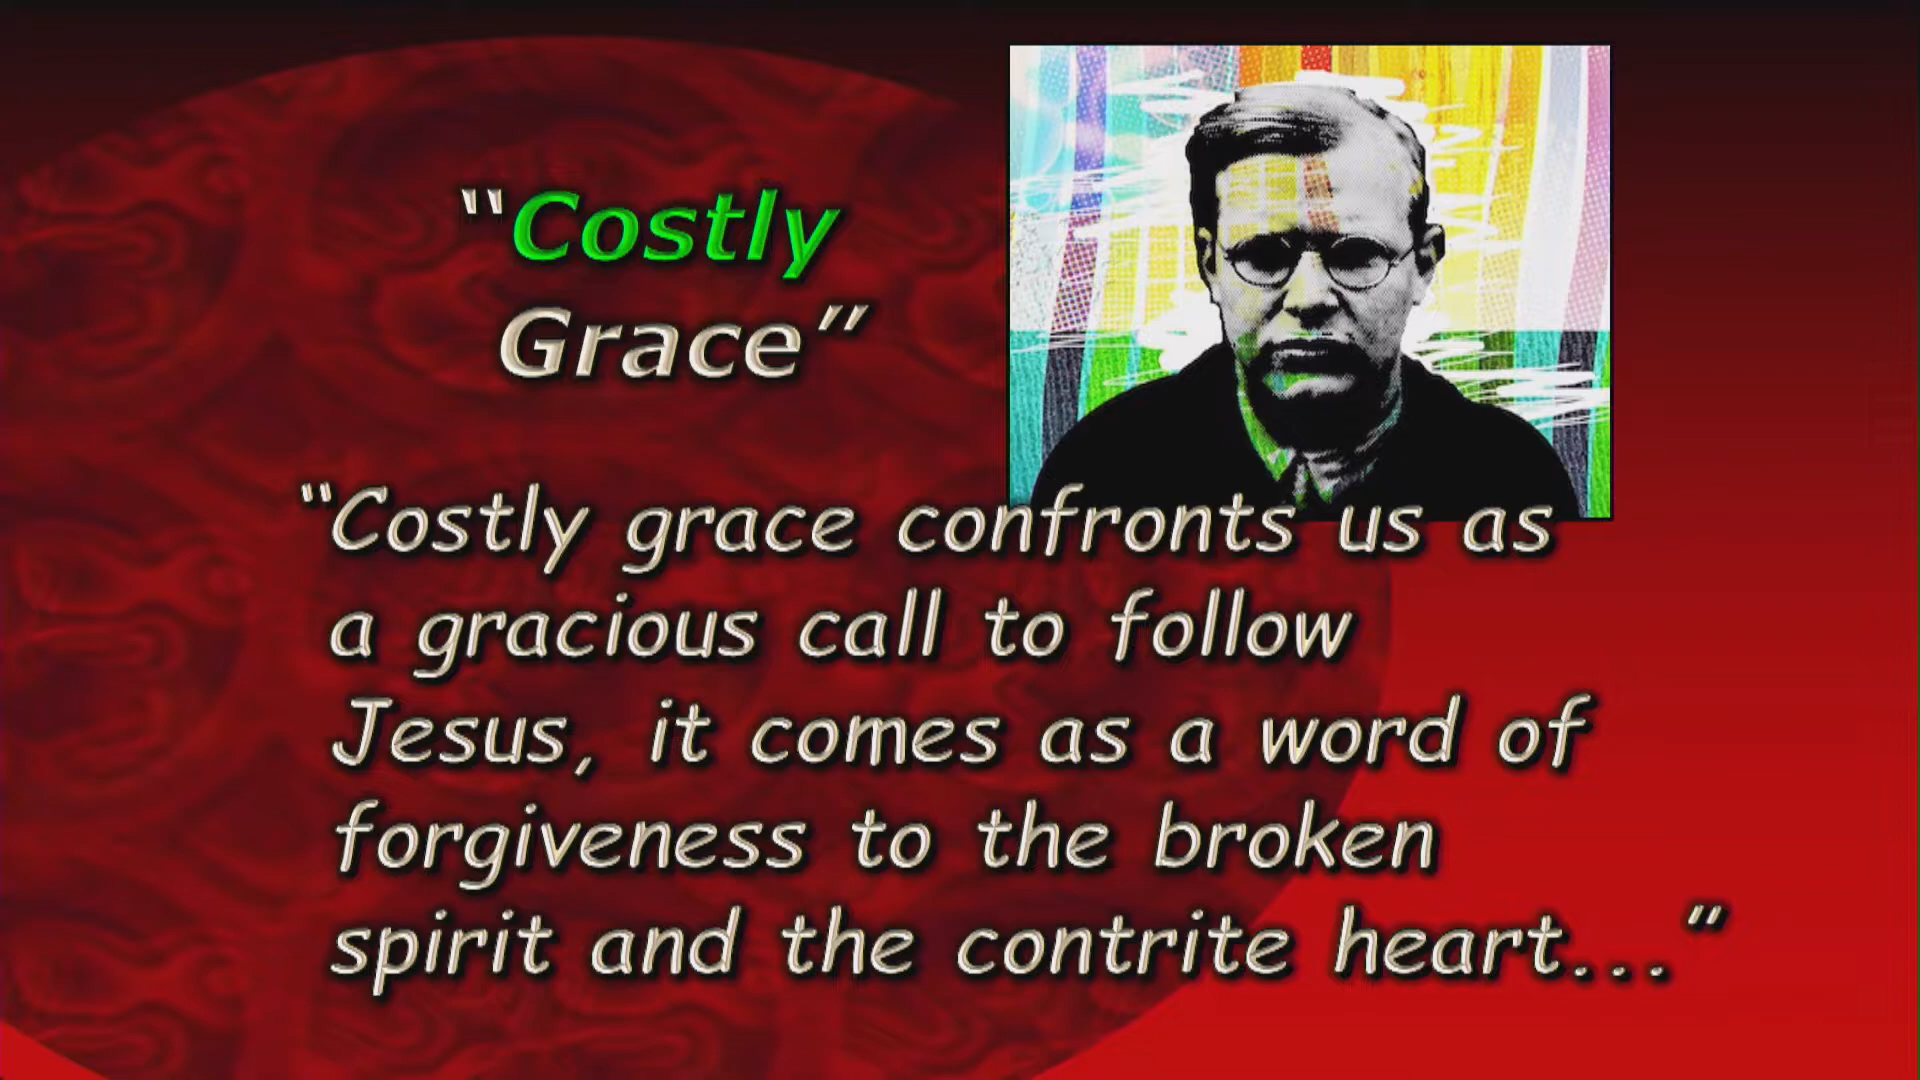 “Costly
Grace”
“Costly grace confronts us as
a gracious call to follow
Jesus, it comes as a word of
forgiveness to the broken
spirit and the contrite heart...”